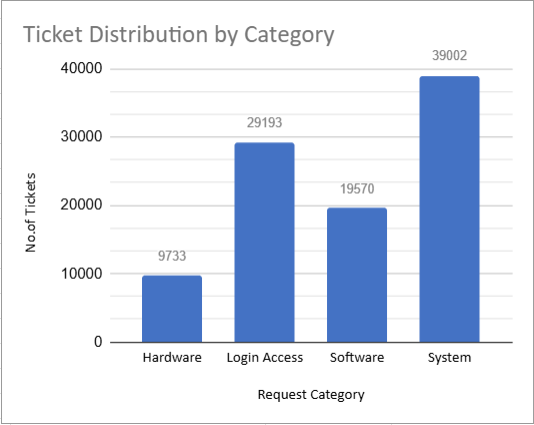 Ticket Distribution by Category
39002
40000
29193
30000
19570
20000
9733
10000
0
No.of Tickets
Hardware Login Access Software System
Request Category